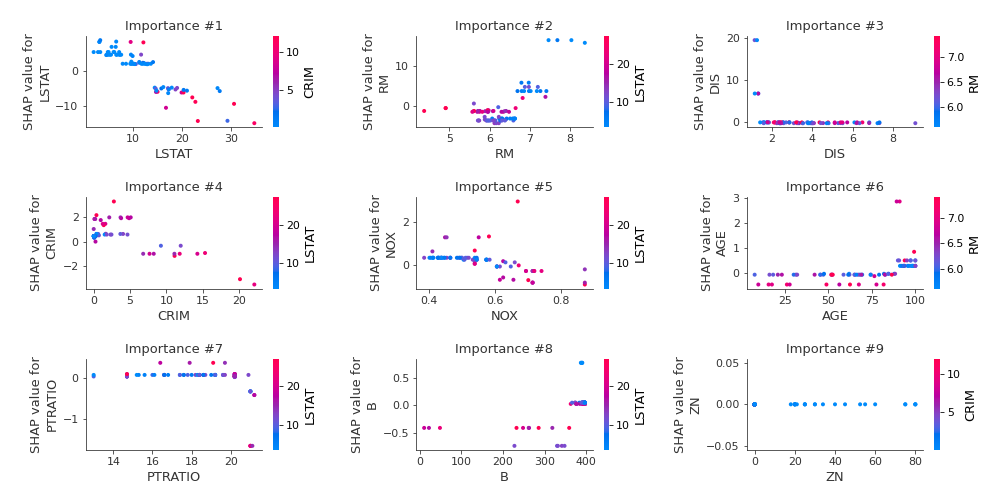 Importance #1
SHAP value for
LSTAT
0
−10
10
20
30
LSTAT
10
5
CRIM
Importance #2
SHAP value for
RM
10
0
5
6
7
8
RM
20
10
LSTAT
Importance #3
SHAP value for
DIS
20
10
0
2
4
6
8
DIS
7.0
6.5
6.0
RM
Importance #4
SHAP value for
CRIM
2
0
−2
0
5
10
15
20
CRIM
20
10
LSTAT
Importance #5
SHAP value for
NOX
2
0
0.4
0.6
0.8
NOX
20
10
LSTAT
Importance #6
SHAP value for
AGE
3
2
1
0
25
50
75
100
AGE
7.0
6.5
6.0
RM
Importance #7
SHAP value for
PTRATIO
0
−1
14
16
18
20
PTRATIO
20
10
LSTAT
Importance #8
SHAP value for
B
0.5
0.0
−0.5
0
100
200
300
400
B
20
10
LSTAT
Importance #9
SHAP value for
ZN
0.05
0.00
−0.05
0
20
40
60
80
ZN
10
5
CRIM